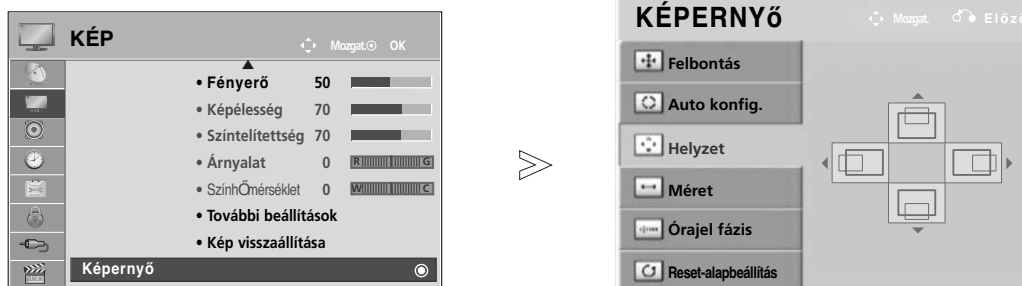 KÉP
Mozgat. OK
• Fényerő 50
• Képélesség 70
• Színtelítettség 70
• Árnyalat 0 R G
• SzínhŐmérséklet 0 W C
• További beállítások
• Kép visszaállítása
Képernyő
KÉPERNYő
Mozgat. Előző
Felbontás
Auto konfig.
Helyzet
Méret
Órajel fázis
Reset-alapbeállítás